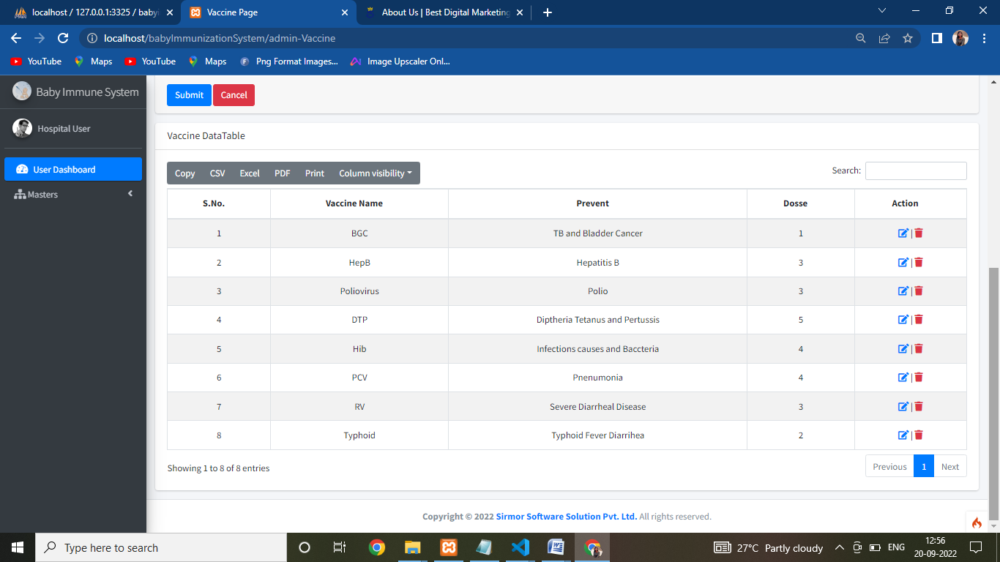 localhost / 127.0.0.1:3325 / babyi
Vaccine Page
About Us | Best Digital Marketing
localhost/babyImmunizationSystem/admin-Vaccine
YouTube Maps YouTube Maps Png Format Images... Image Upscaler Onl...
Baby Immune System
Hospital User
User Dashboard
Masters
Submit Cancel
Vaccine DataTable
Copy CSV Excel PDF Print Column visibility
Search:
S.No. Vaccine Name Prevent Dosse Action
1 BGC TB and Bladder Cancer 1 |
2 HepB Hepatitis B 3 |
3 Poliovirus Polio 3 |
4 DTP Diptheria Tetanus and Pertussis 5 |
5 Hib Infections causes and Baccteria 4 |
6 PCV Pnenumonia 4 |
7 RV Severe Diarrheal Disease 3 |
8 Typhoid Typhoid Fever Diarrihea 2 |
Showing 1 to 8 of 8 entries
Previous 1 Next
Copyright © 2022 Sirmor Software Solution Pvt. Ltd. All rights reserved.
Type here to search
27°C Partly cloudy
ENG
12:56
20-09-2022